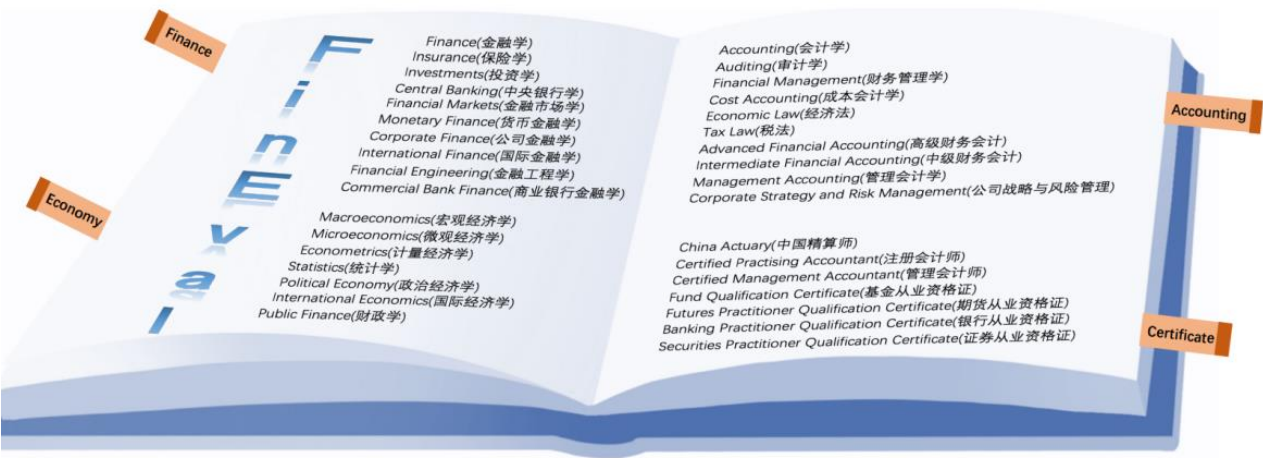 Finance
FinEval
Finance(金融学)
Insurance(保险学)
Investments(投资学)
Central Banking(中央银行学)
Financial Markets(金融市场学)
Monetary Finance(货币金融学)
Corporate Finance(公司金融学)
International Finance(国际金融学)
Financial Engineering(金融工程学)
Commercial Bank Finance(商业银行金融学)
Economy
Macroeconomics(宏观经济学)
Microeconomics(微观经济学)
Econometrics(计量经济学)
Statistics(统计学)
Political Economy(政治经济学)
International Economics(国际经济学)
Public Finance(财政学)
Accounting(会计学)
Auditing(审计学)
Financial Management(财务管理学)
Cost Accounting(成本会计学)
Economic Law(经济法)
Tax Law(税法)
Advanced Financial Accounting(高级财务会计)
Intermediate Financial Accounting(中级财务会计)
Management Accounting(管理会计学)
Corporate Strategy and Risk Management(公司战略与风险管理)
Accounting
China Actuary(中国精算师)
Certified Practising Accountant(注册会计师)
Certified Management Accountant(管理会计师)
Fund Qualification Certificate(基金从业资格证)
Futures Practitioner Qualification Certificate(期货从业资格证)
Banking Practitioner Qualification Certificate(银行从业资格证)
Securities Practitioner Qualification Certificate(证券从业资格证)
Certificate